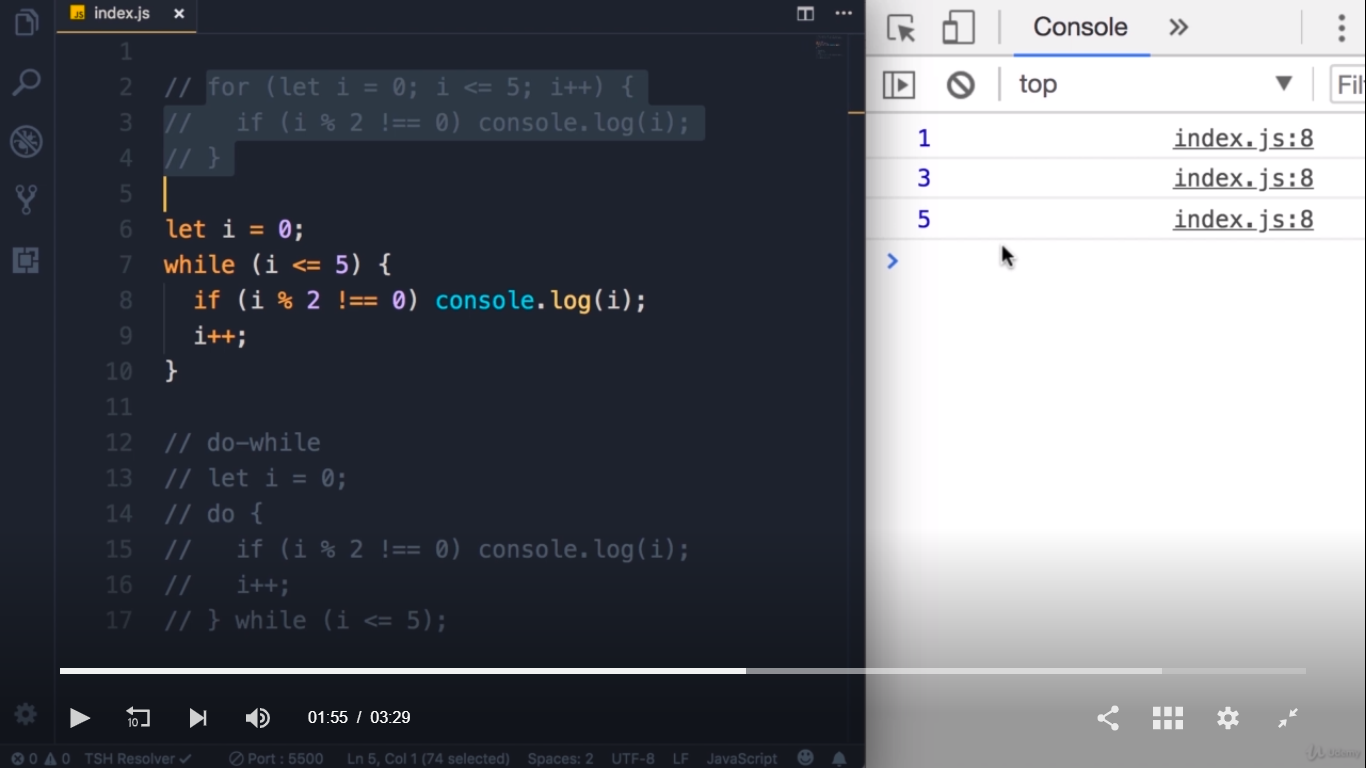 JS index.js ×
1
2 // for (let i = 0; i <= 5; i++) {
3 //   if (i % 2 !== 0) console.log(i);
4 // }
5
6 let i = 0;
7 while (i <= 5) {
8   if (i % 2 !== 0) console.log(i);
9   i++;
10 }
11
12 // do-while
13 // let i = 0;
14 // do {
15 //   if (i % 2 !== 0) console.log(i);
16 //   i++;
17 // } while (i <= 5);
Console »
top ▼ Fil
1 index.js:8
3 index.js:8
5 index.js:8
>
10 01:55 / 03:29
0 0 TSH Resolver ✓ Port : 5500 Ln 5, Col 1 (74 selected) Spaces: 2 UTF-8 LF JavaScript
Udemy